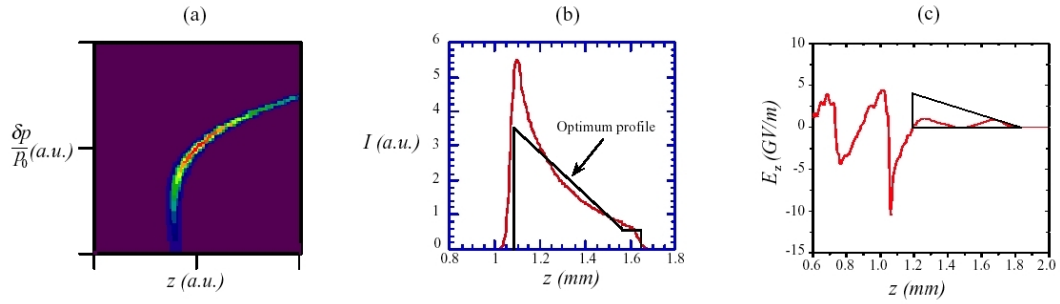 (a)
(b)
(c)
δp
P₀ (a.u.)
z (a.u.)
6
5
4
3
2
1
0
I (a.u.)
Optimum profile
0.8 1.0 1.2 1.4 1.6 1.8
z (mm)
10
5
0
-5
-10
-15
E_z (GV/m)
0.6 0.8 1.0 1.2 1.4 1.6 1.8 2.0
z (mm)